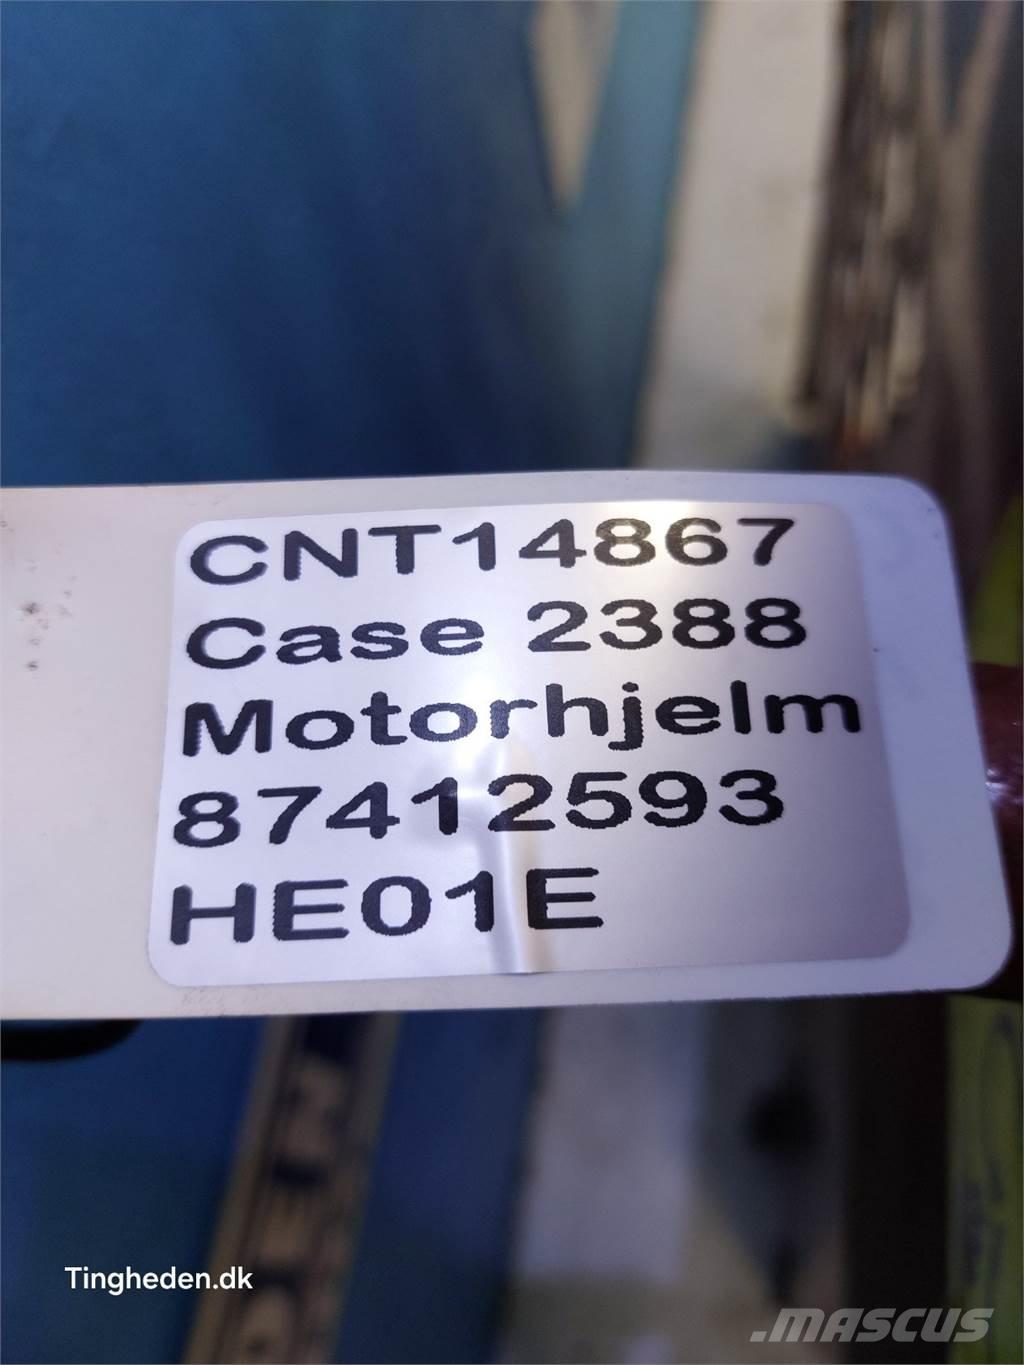 CNT14867
Case 2388
Motorhjelm
87412593
HE01E
Tingheden.dk
.MASCUS